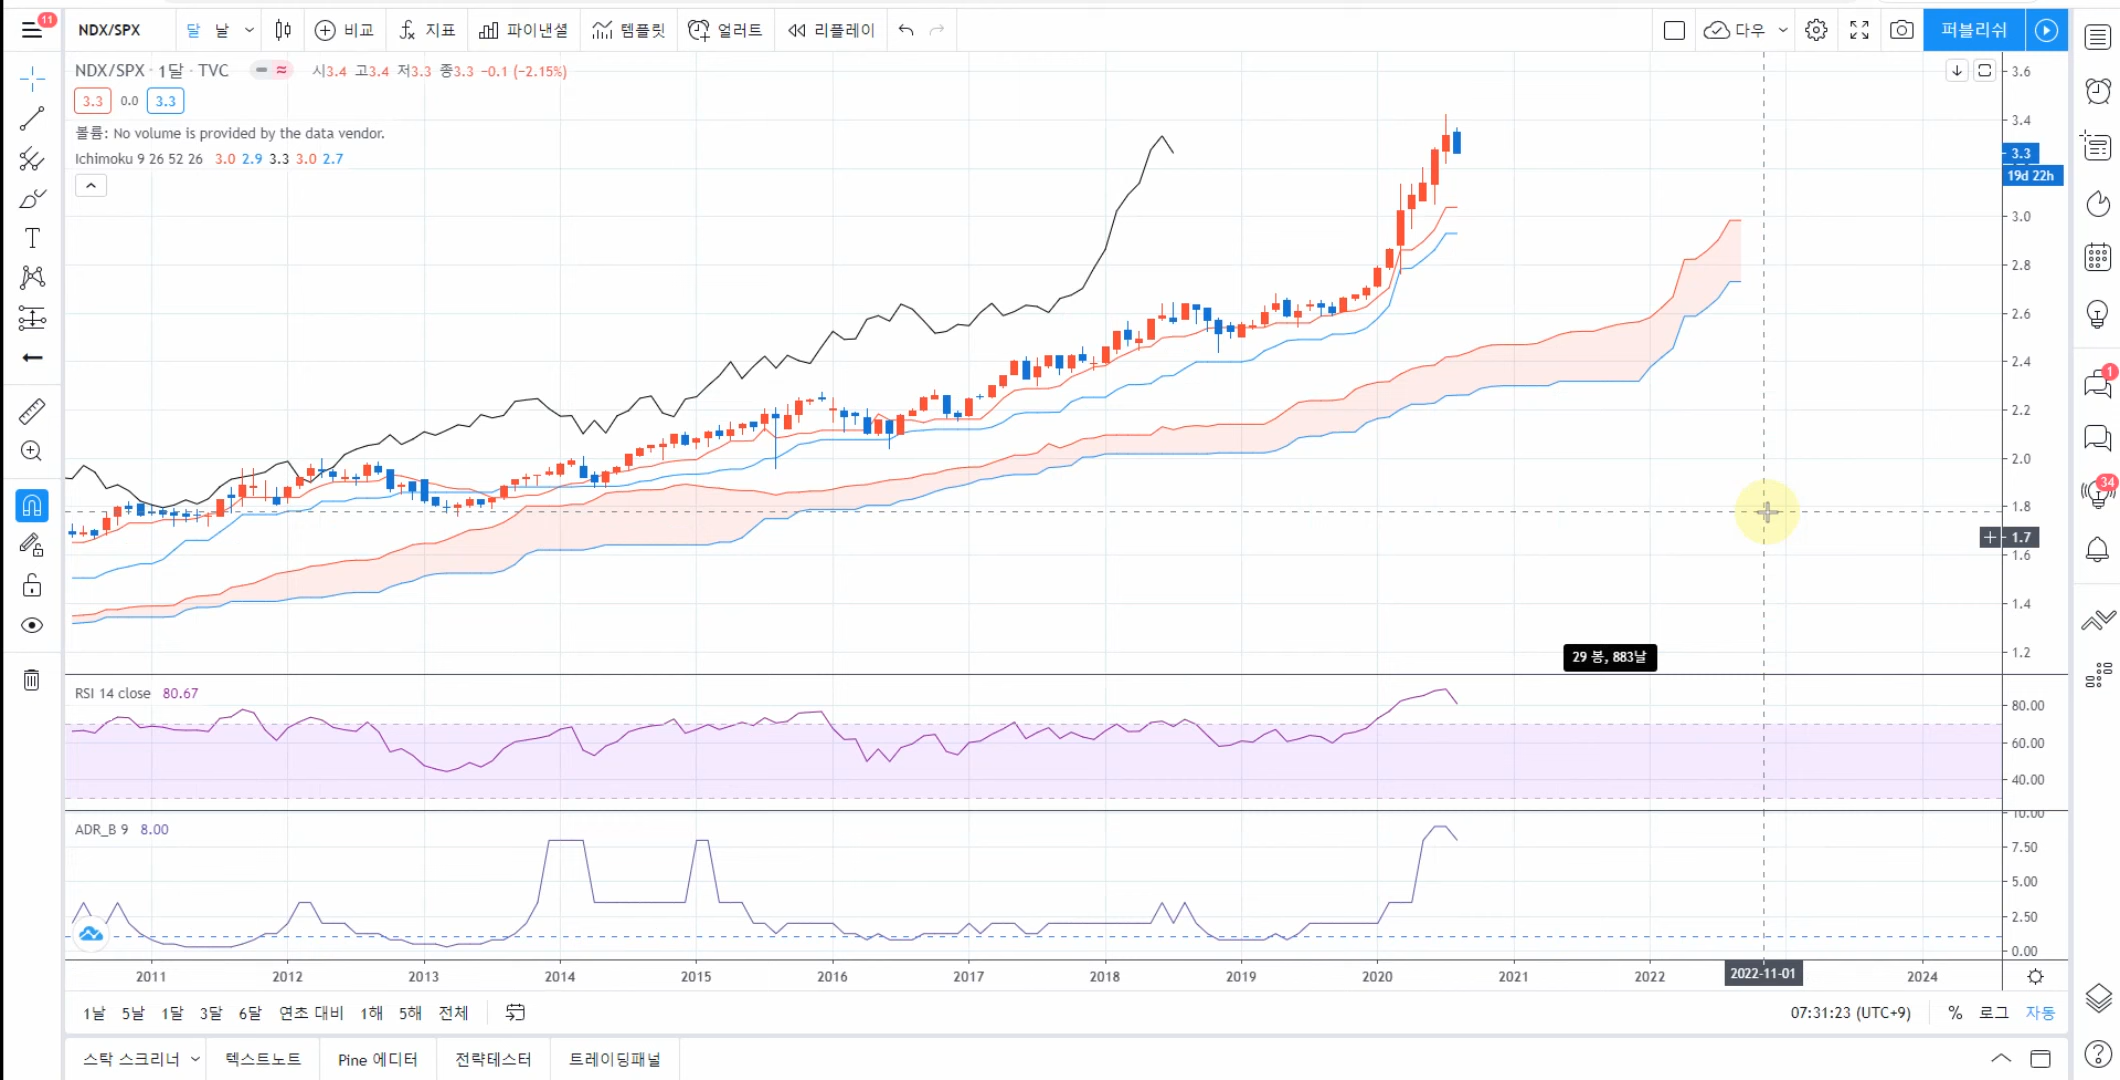 11
NDX/SPX
달 날
비교
지표
파이낸셜
템플릿
얼러트
리플레이
다우
퍼블리쉬
NDX/SPX · 1달 · TVC
시3.4 고3.4 저3.3 종3.3 −0.1 (−2.15%)
3.3 0.0 3.3
볼륨: No volume is provided by the data vendor.
Ichimoku 9 26 52 26 3.0 2.9 3.3 3.0 2.7
3.6
3.4
3.3
19d 22h
3.0
2.8
2.6
2.4
2.2
2.0
1.8
1.7
1.6
1.4
1.2
29 봉, 883날
RSI 14 close 80.67
80.00
60.00
40.00
ADR_B 9 8.00
10.00
7.50
5.00
2.50
0.00
2011 2012 2013 2014 2015 2016 2017 2018 2019 2020 2021 2022 2022-11-01 2024
1날 5날 1달 3달 6달 연초 대비 1해 5해 전체
07:31:23 (UTC+9) % 로그 자동
스탁 스크리너 텍스트노트 Pine 에디터 전략테스터 트레이딩패널
1
34